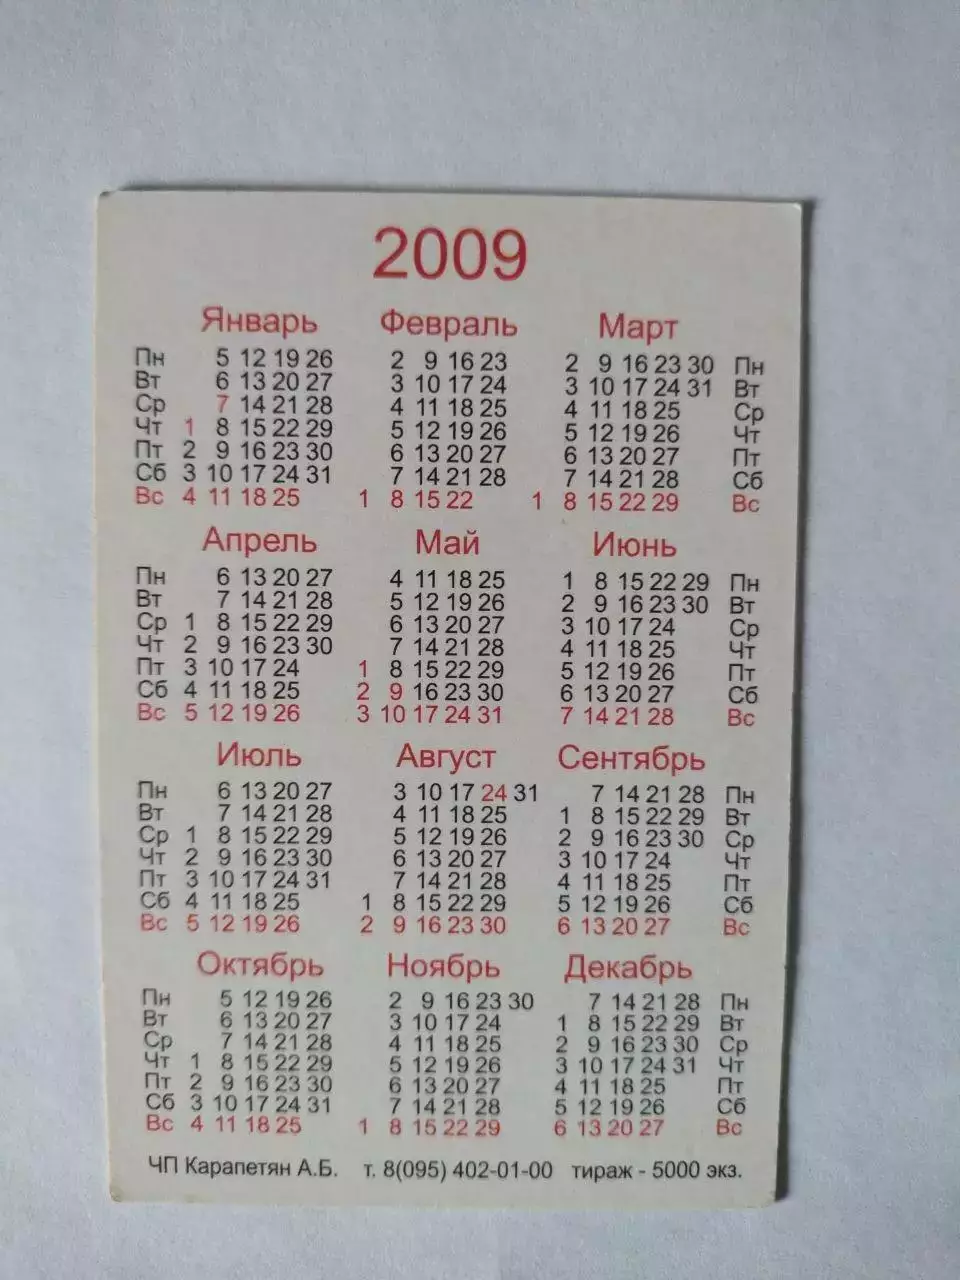 2009
Январь Февраль Март
Пн 5 12 19 26 2 9 16 23 2 9 16 23 30 Пн
Вт 6 13 20 27 3 10 17 24 3 10 17 24 31 Вт
Ср 7 14 21 28 4 11 18 25 4 11 18 25 Ср
Чт 1 8 15 22 29 5 12 19 26 5 12 19 26 Чт
Пт 2 9 16 23 30 6 13 20 27 6 13 20 27 Пт
Сб 3 10 17 24 31 7 14 21 28 7 14 21 28 Сб
Вс 4 11 18 25 1 8 15 22 1 8 15 22 29 Вс
Апрель Май Июнь
Пн 6 13 20 27 4 11 18 25 1 8 15 22 29 Пн
Вт 7 14 21 28 5 12 19 26 2 9 16 23 30 Вт
Ср 1 8 15 22 29 6 13 20 27 3 10 17 24 Ср
Чт 2 9 16 23 30 7 14 21 28 4 11 18 25 Чт
Пт 3 10 17 24 1 8 15 22 29 5 12 19 26 Пт
Сб 4 11 18 25 2 9 16 23 30 6 13 20 27 Сб
Вс 5 12 19 26 3 10 17 24 31 7 14 21 28 Вс
Июль Август Сентябрь
Пн 6 13 20 27 3 10 17 24 31 7 14 21 28 Пн
Вт 7 14 21 28 4 11 18 25 1 8 15 22 29 Вт
Ср 1 8 15 22 29 5 12 19 26 2 9 16 23 30 Ср
Чт 2 9 16 23 30 6 13 20 27 3 10 17 24 Чт
Пт 3 10 17 24 31 7 14 21 28 4 11 18 25 Пт
Сб 4 11 18 25 1 8 15 22 29 5 12 19 26 Сб
Вс 5 12 19 26 2 9 16 23 30 6 13 20 27 Вс
Октябрь Ноябрь Декабрь
Пн 5 12 19 26 2 9 16 23 30 7 14 21 28 Пн
Вт 6 13 20 27 3 10 17 24 1 8 15 22 29 Вт
Ср 7 14 21 28 4 11 18 25 2 9 16 23 30 Ср
Чт 1 8 15 22 29 5 12 19 26 3 10 17 24 31 Чт
Пт 2 9 16 23 30 6 13 20 27 4 11 18 25 Пт
Сб 3 10 17 24 31 7 14 21 28 5 12 19 26 Сб
Вс 4 11 18 25 1 8 15 22 29 6 13 20 27 Вс
ЧП Карапетян А.Б. т. 8(095) 402-01-00 тираж - 5000 экз.